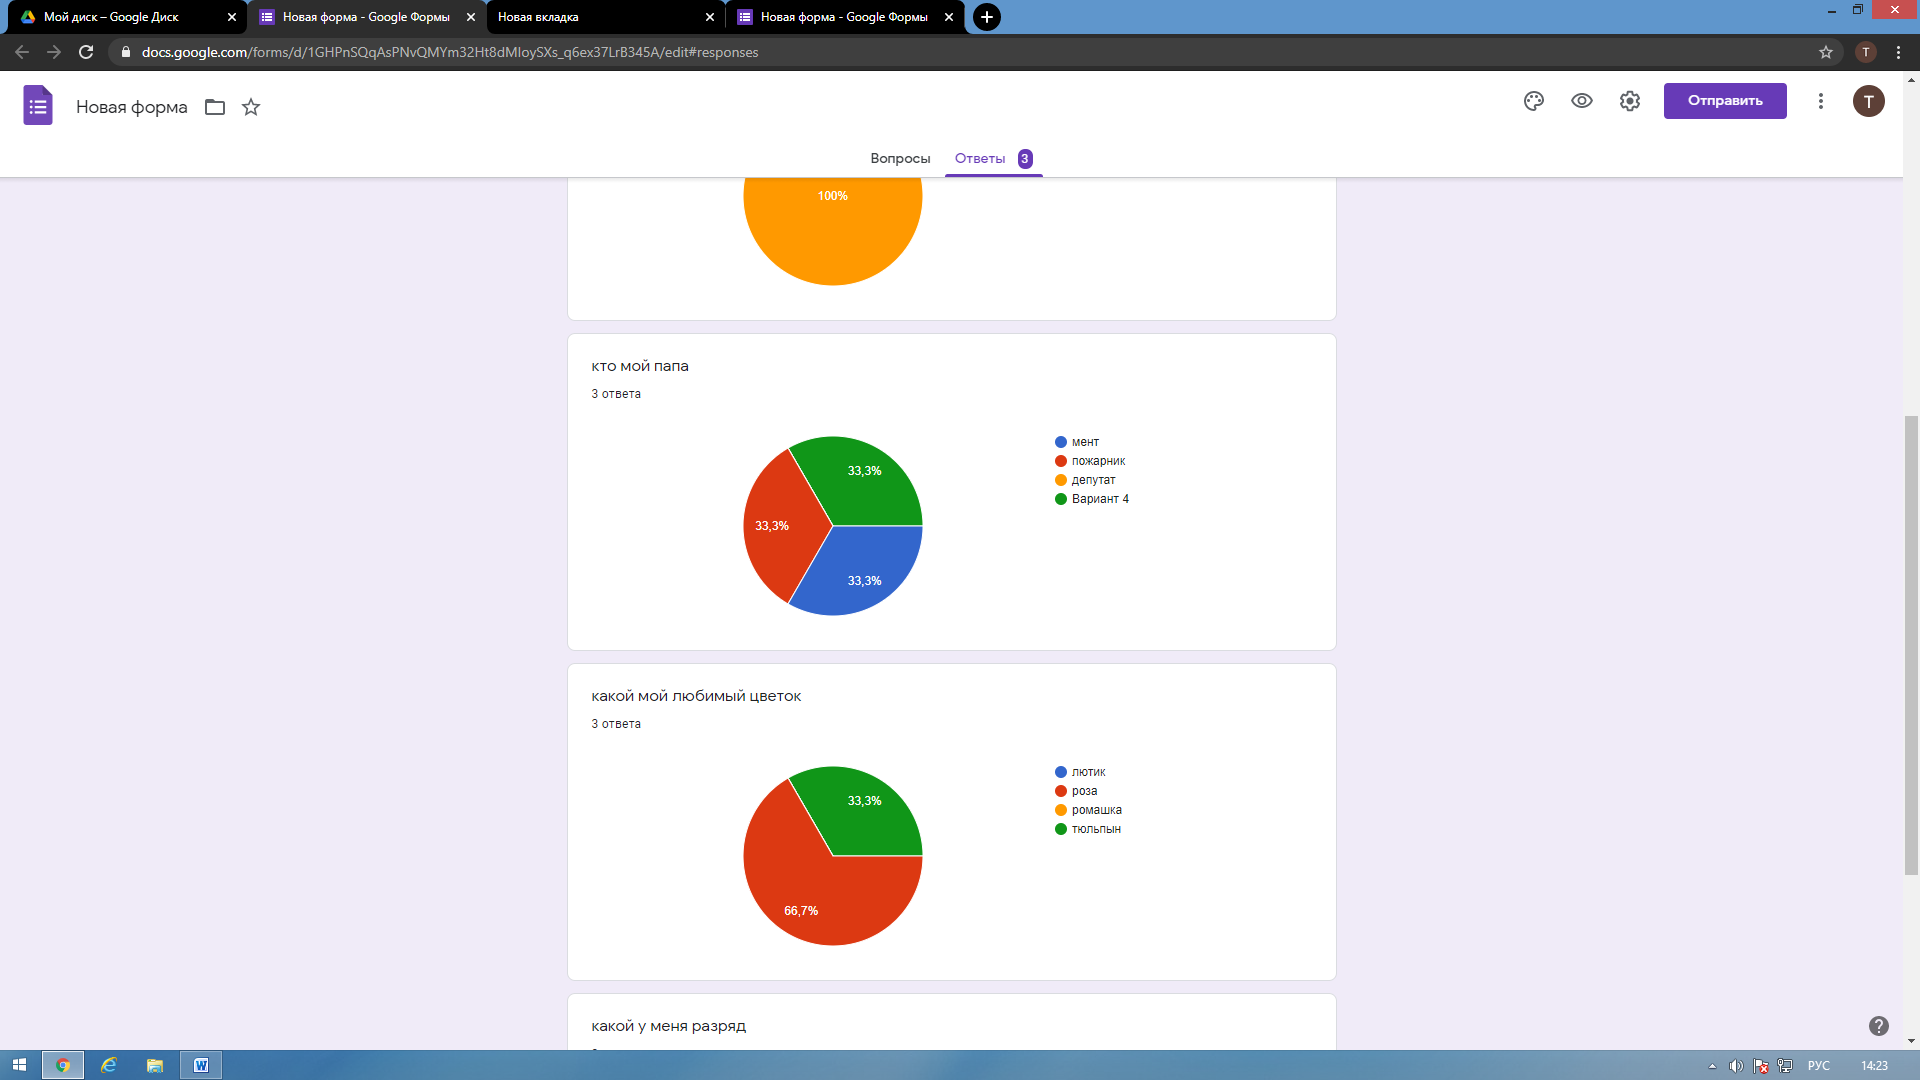 Мой диск – Google Диск
Новая форма - Google Формы
Новая вкладка
Новая форма - Google Формы
docs.google.com/forms/d/1GHPnSQqAsPNvQMYm32Ht8dMIoySXs_q6ex37LrB345A/edit#responses
T
Новая форма
Отправить
T
Вопросы
Ответы 3
100%
кто мой папа
3 ответа
33,3%
33,3%
33,3%
мент
пожарник
депутат
Вариант 4
какой мой любимый цветок
3 ответа
33,3%
66,7%
лютик
роза
ромашка
тюльпын
какой у меня разряд
РУС
14:23